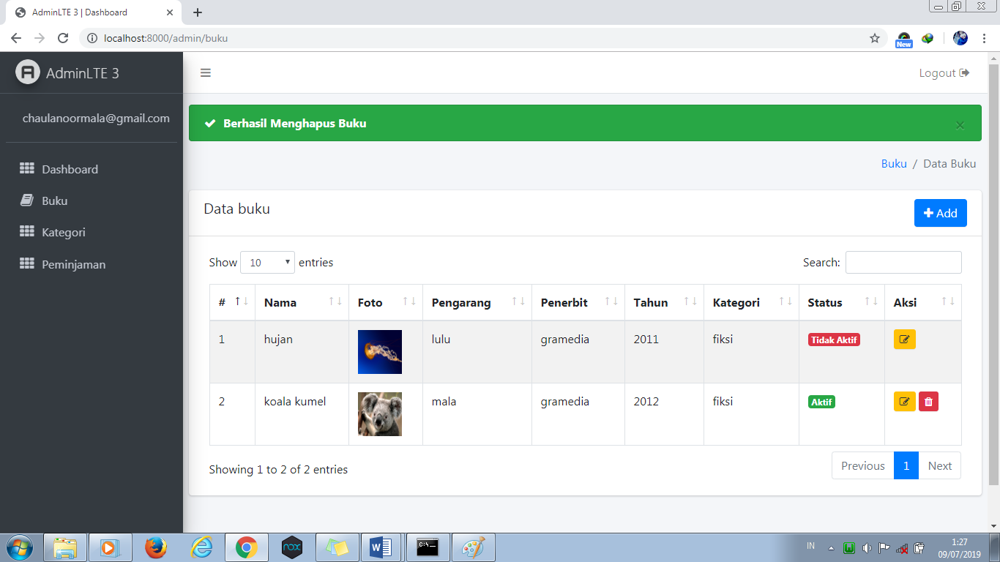 AdminLTE 3 | Dashboard
localhost:8000/admin/buku
New
AdminLTE 3
Logout
chaulanoormala@gmail.com
Dashboard
Buku
Kategori
Peminjaman
Berhasil Menghapus Buku
Buku / Data Buku
Data buku
Add
Show 10 entries
Search:
# Nama Foto Pengarang Penerbit Tahun Kategori Status Aksi
1 hujan lulu gramedia 2011 fiksi Tidak Aktif
2 koala kumel mala gramedia 2012 fiksi Aktif
Showing 1 to 2 of 2 entries
Previous 1 Next
nox
IN
1:27
09/07/2019